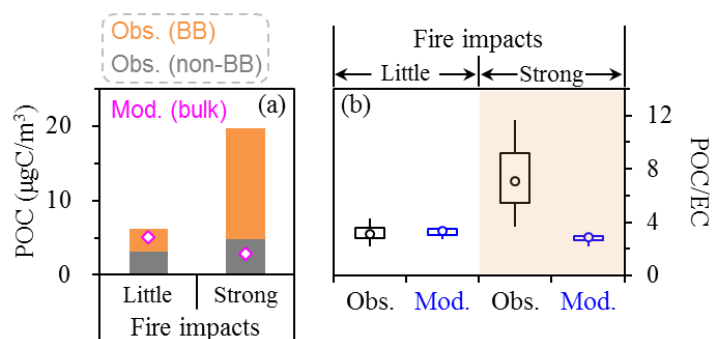 Obs. (BB)
Obs. (non-BB)
Mod. (bulk)
(a)
POC (μgC/m³)
20
10
0
Little
Strong
Fire impacts
Fire impacts
Little
Strong
(b)
12
8
4
0
POC/EC
Obs.
Mod.
Obs.
Mod.